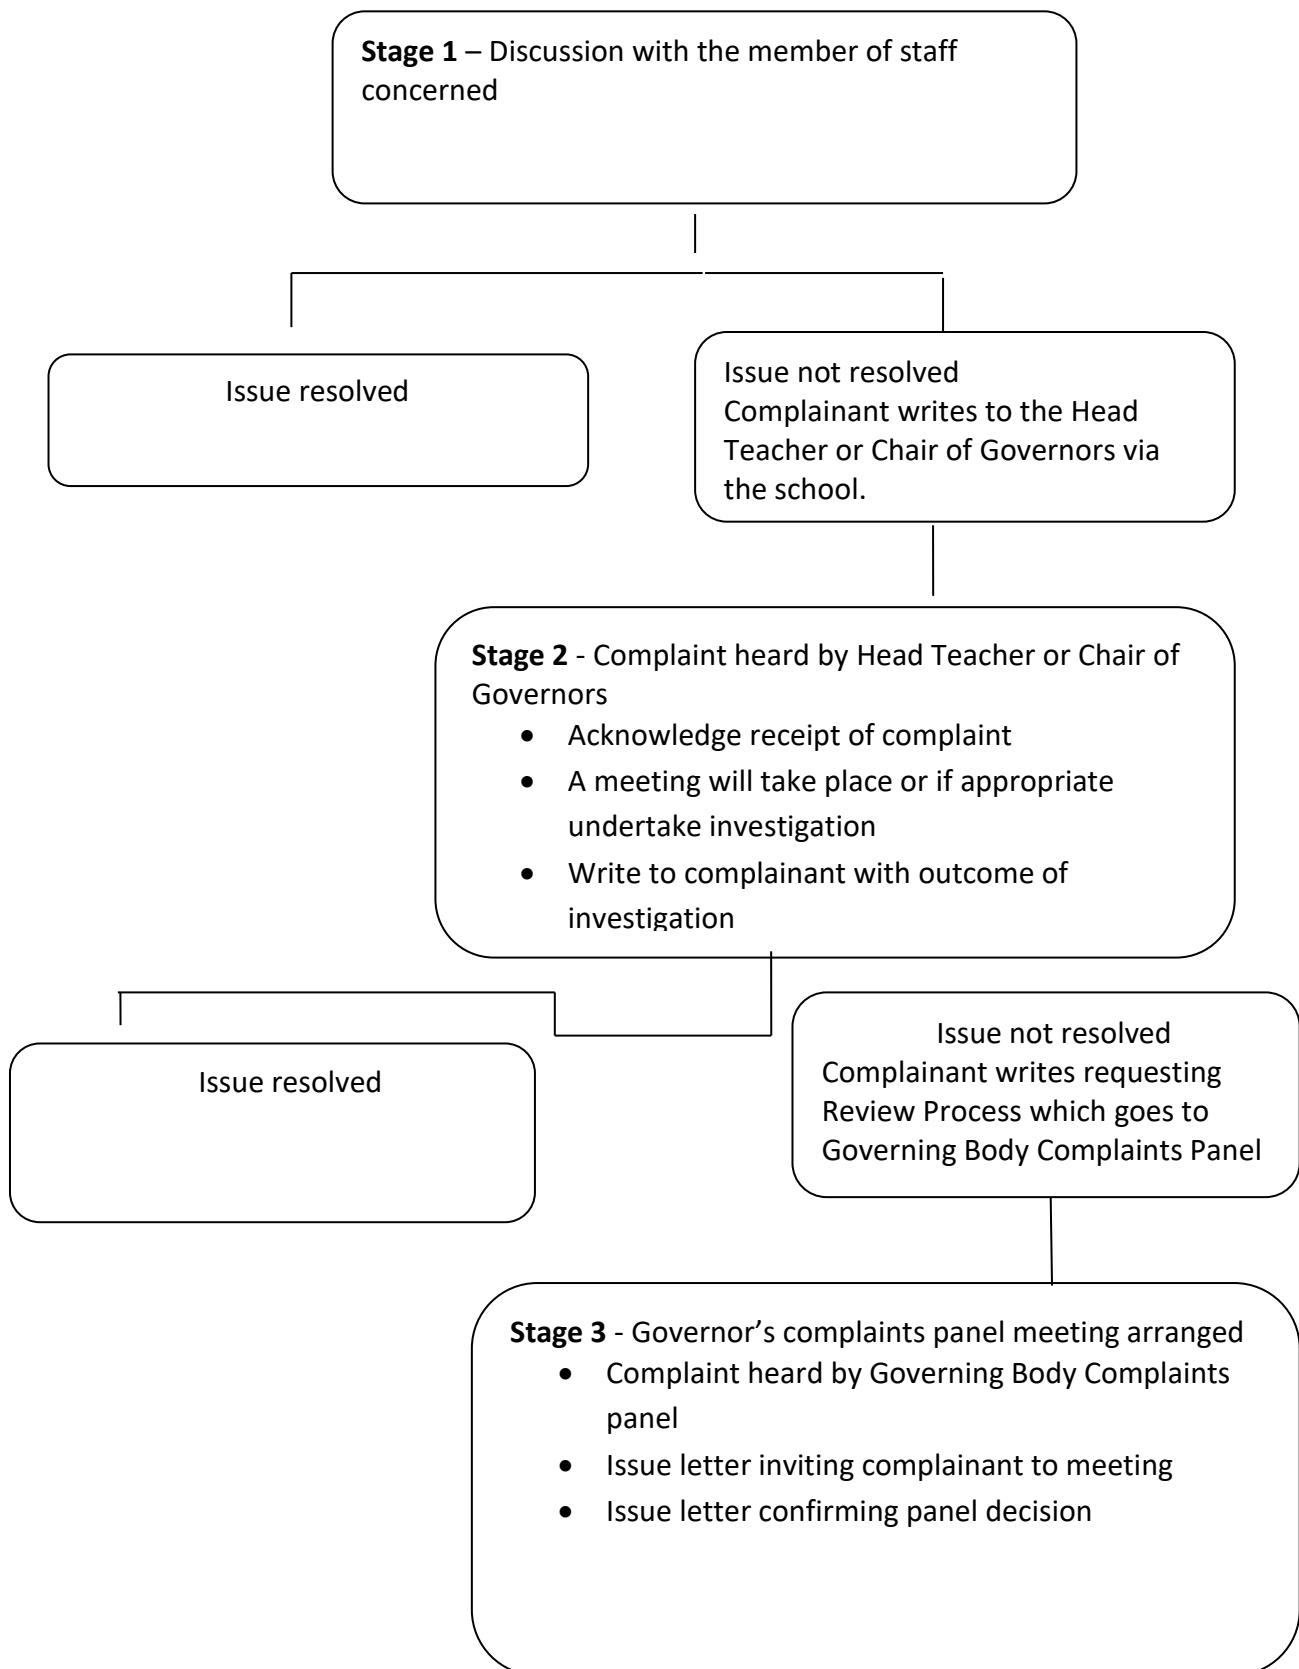 Stage 1 – Discussion with the member of staff
concerned
Issue resolved
Issue not resolved
Complainant writes to the Head
Teacher or Chair of Governors via
the school.
Stage 2 - Complaint heard by Head Teacher or Chair of
Governors
• Acknowledge receipt of complaint
• A meeting will take place or if appropriate
undertake investigation
• Write to complainant with outcome of
investigation
Issue resolved
Issue not resolved
Complainant writes requesting
Review Process which goes to
Governing Body Complaints Panel
Stage 3 - Governor’s complaints panel meeting arranged
• Complaint heard by Governing Body Complaints
panel
• Issue letter inviting complainant to meeting
• Issue letter confirming panel decision